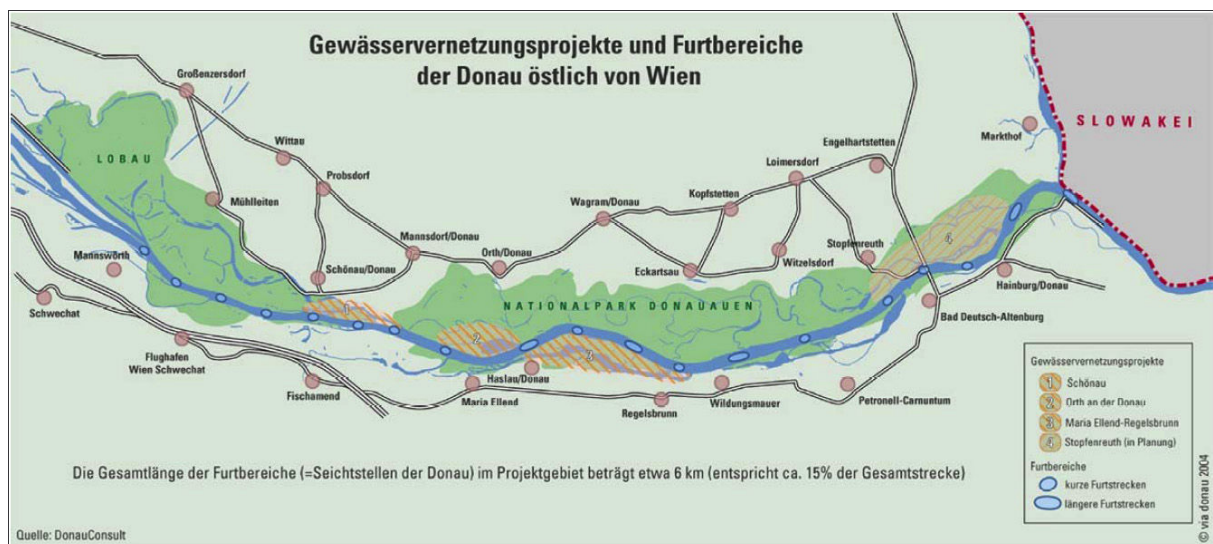 Gewässervernetzungsprojekte und Furtbereiche
der Donau östlich von Wien
Großenzersdorf
SLOWAKEI
Markthof
Wittau
Engelhartstetten
LOBAU
Loimersdorf
Probsdorf
Mühlleiten
Kopfstetten
Wagram/Donau
Mannsdorf/Donau
Stopfenreuth
4
Mannswörth
Orth/Donau
Schönau/Donau
Eckartsau
Witzelsdorf
Hainburg/Donau
NATIONALPARK DONAUAUEN
Schwechat
1
Bad Deutsch-Altenburg
2
3
Flughafen
Wien Schwechat
Haslau/Donau
Fischamend
Maria Ellend
Regelsbrunn
Wildungsmauer
Petronell-Carnuntum
Gewässervernetzungsprojekte
1 Schönau
2 Orth an der Donau
3 Maria Ellend-Regelsbrunn
4 Stopfenreuth (in Planung)
Furtbereiche
kurze Furtstrecken
längere Furtstrecken
Die Gesamtlänge der Furtbereiche (=Seichtstellen der Donau) im Projektgebiet beträgt etwa 6 km (entspricht ca. 15% der Gesamtstrecke)
Quelle: DonauConsult
© via donau 2004